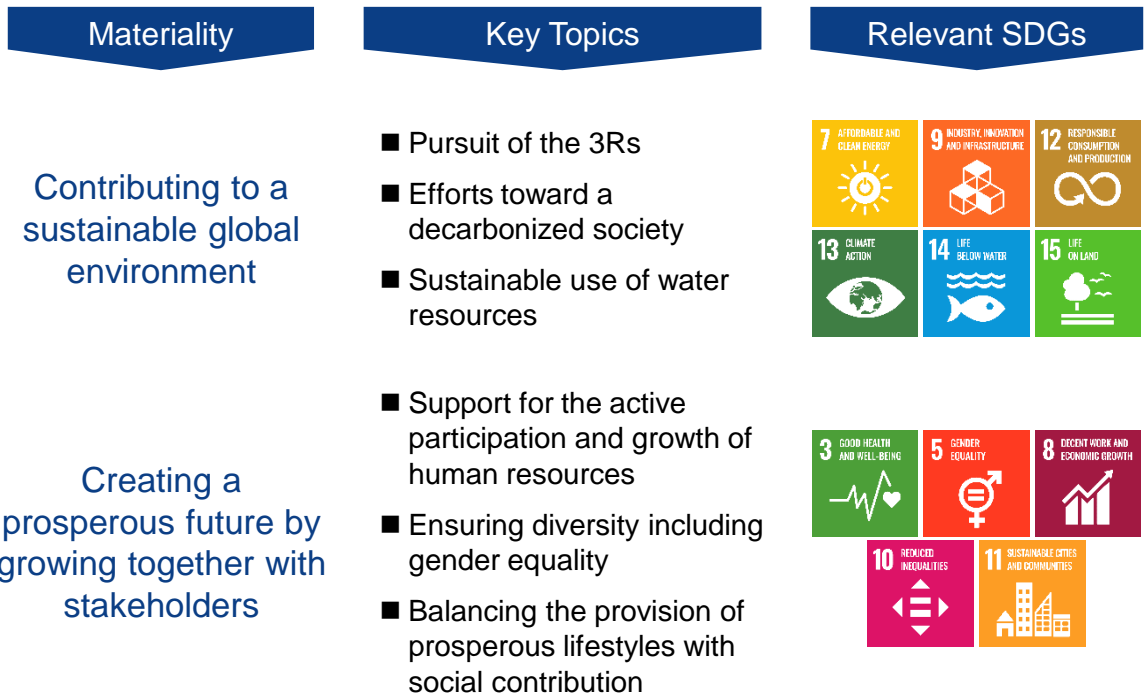 Materiality
Key Topics
Relevant SDGs
Contributing to a
sustainable global
environment
■ Pursuit of the 3Rs
■ Efforts toward a
decarbonized society
■ Sustainable use of water
resources
7 AFFORDABLE AND
CLEAN ENERGY
9 INDUSTRY, INNOVATION
AND INFRASTRUCTURE
12 RESPONSIBLE
CONSUMPTION
AND PRODUCTION
13 CLIMATE
ACTION
14 LIFE
BELOW WATER
15 LIFE
ON LAND
Creating a
prosperous future by
growing together with
stakeholders
■ Support for the active
participation and growth of
human resources
■ Ensuring diversity including
gender equality
■ Balancing the provision of
prosperous lifestyles with
social contribution
3 GOOD HEALTH
AND WELL-BEING
5 GENDER
EQUALITY
8 DECENT WORK AND
ECONOMIC GROWTH
10 REDUCED
INEQUALITIES
11 SUSTAINABLE CITIES
AND COMMUNITIES